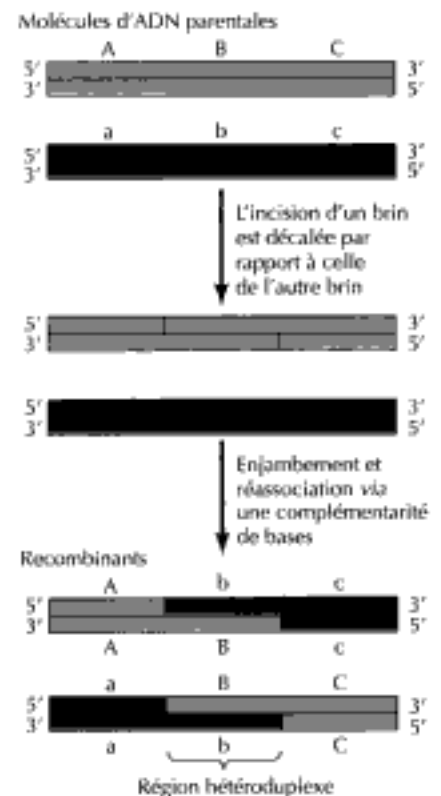 Molécules d'ADN parentales
A B C
5' 3'
3' 5'
a b c
5' 3'
3' 5'
L'incision d'un brin
est décalée par
rapport à celle
de l'autre brin
5' 3'
3' 5'
5' 3'
3' 5'
Enjambement et
réassociation via
une complémentarité
de bases
Recombinants
A b c
5' 3'
3' 5'
A B c
a B C
5' 3'
3' 5'
a b C
Région hétéroduplexe